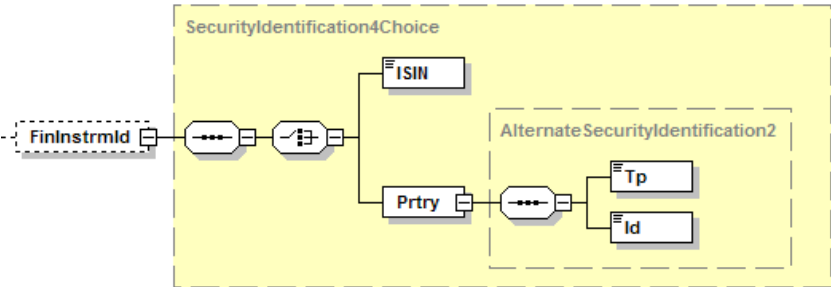 SecurityIdentification4Choice
ISIN
FinInstrmId
AlternateSecurityIdentification2
Tp
Prtry
Id